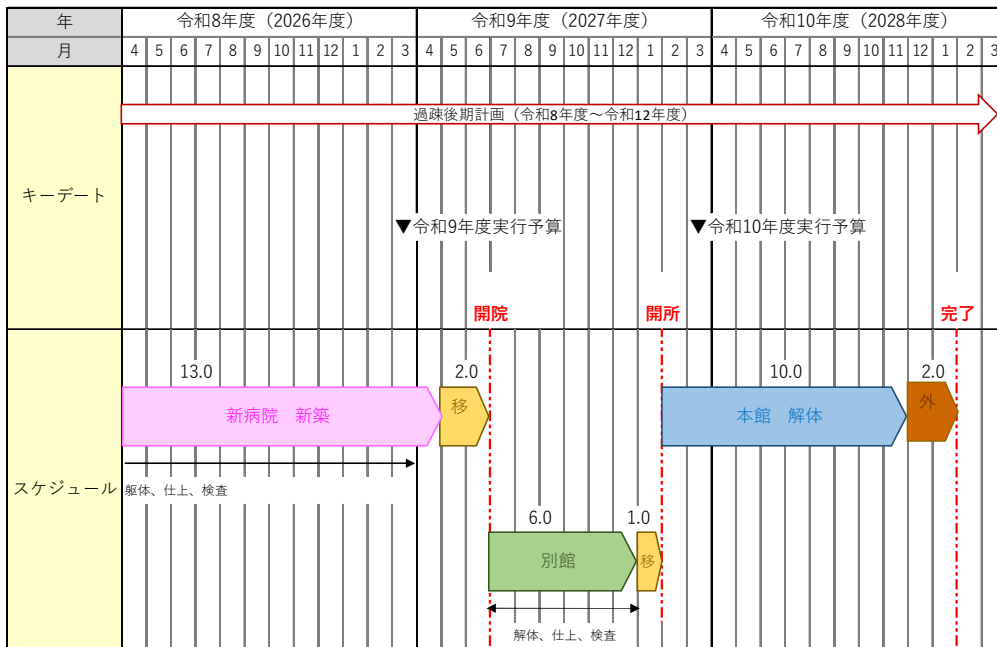 年 令和8年度（2026年度） 令和9年度（2027年度） 令和10年度（2028年度）
月 4 5 6 7 8 9 10 11 12 1 2 3 4 5 6 7 8 9 10 11 12 1 2 3 4 5 6 7 8 9 10 11 12 1 2 3
過疎後期計画（令和8年度～令和12年度）
キーデート
▼令和9年度実行予算 ▼令和10年度実行予算
開院 開所 完了
13.0 2.0 10.0 2.0
新病院 新築 移 本館 解体 外
スケジュール
躯体、仕上、検査
6.0 1.0
別館 移
解体、仕上、検査